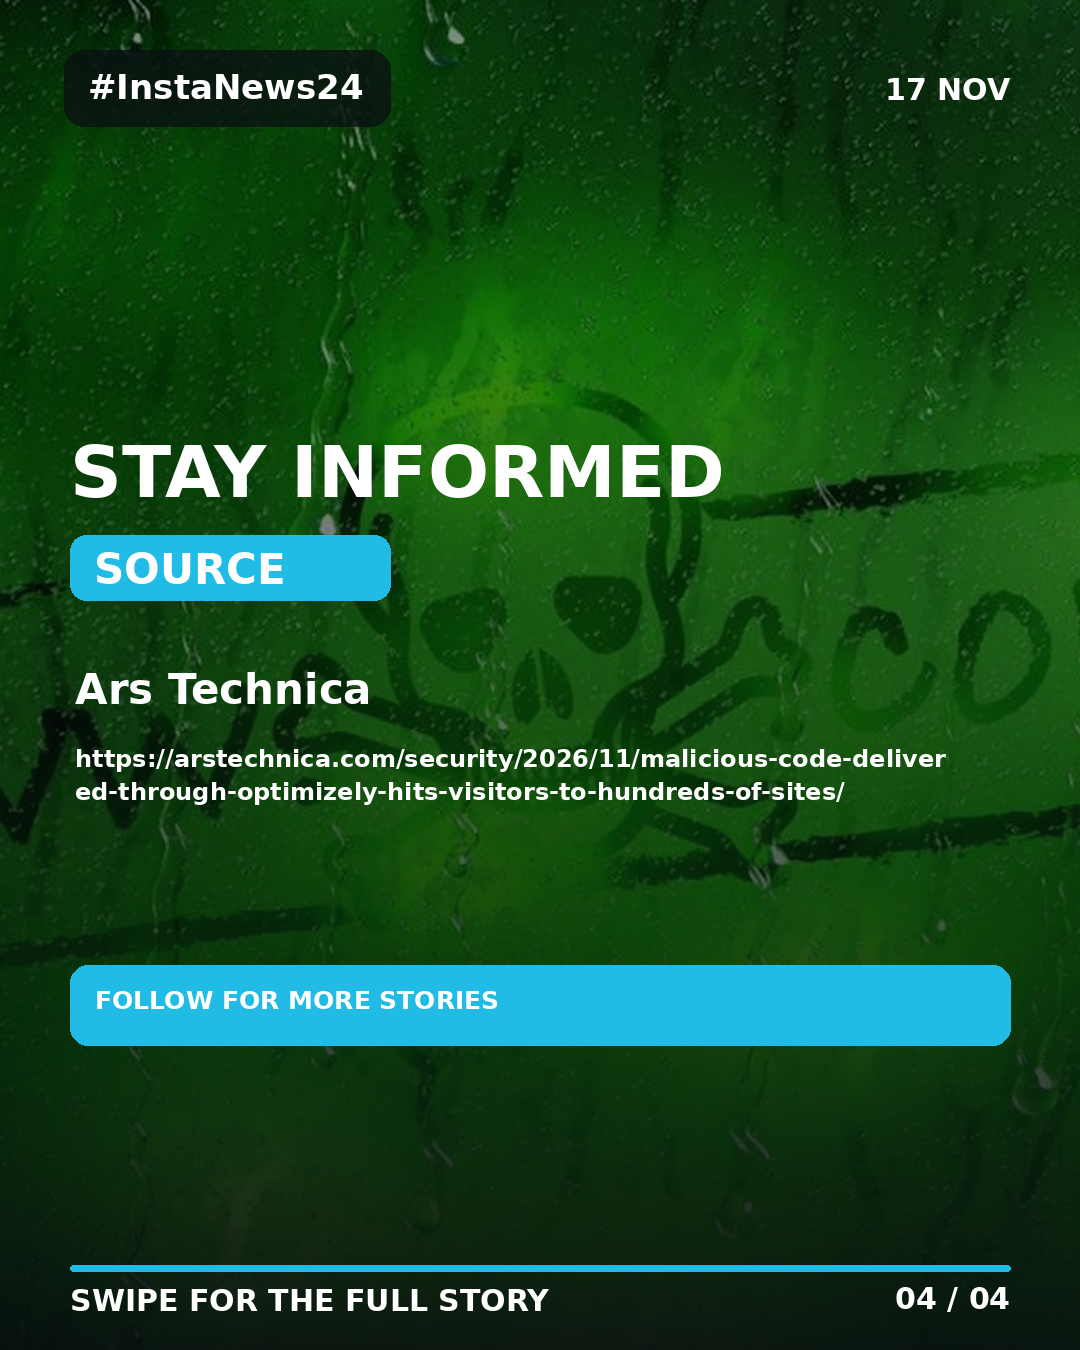 #InstaNews24
17 NOV
STAY INFORMED
SOURCE
Ars Technica
https://arstechnica.com/security/2026/11/malicious-code-deliver
ed-through-optimizely-hits-visitors-to-hundreds-of-sites/
FOLLOW FOR MORE STORIES
SWIPE FOR THE FULL STORY
04 / 04